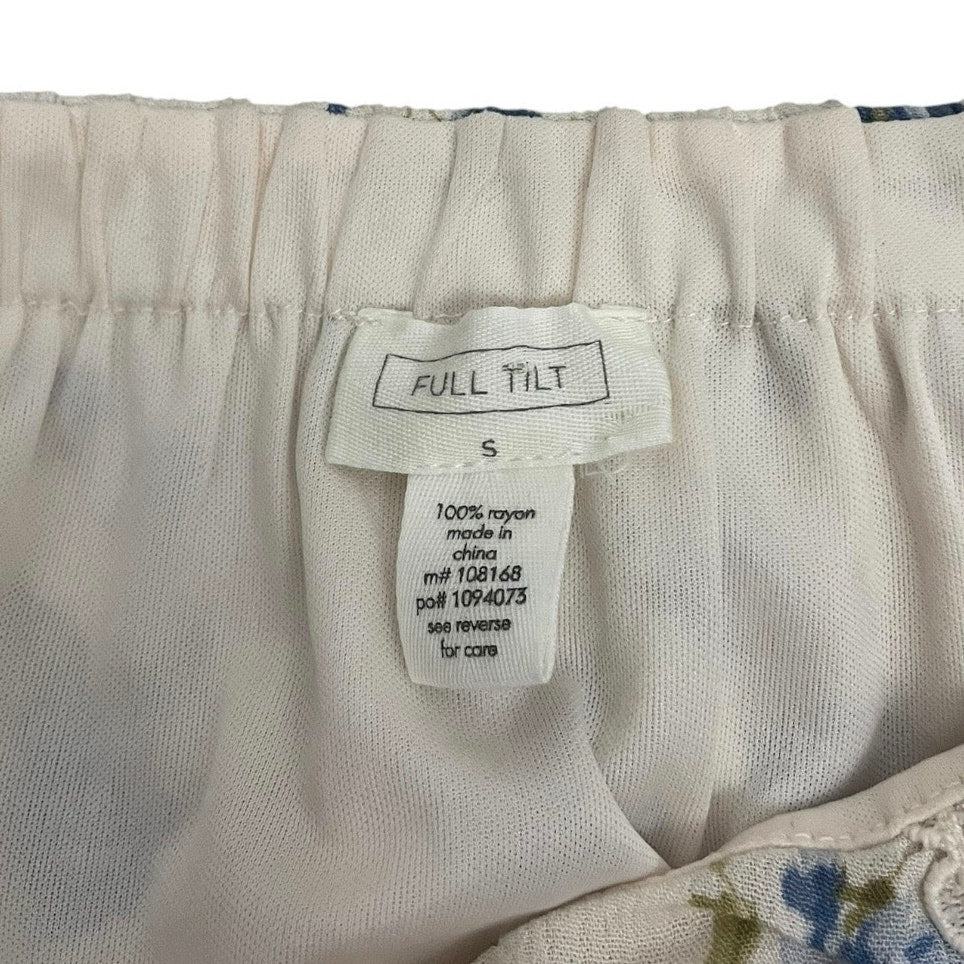 FULL TILT
S
100% rayon
made in
china
m# 108168
po# 1094073
see reverse
for care